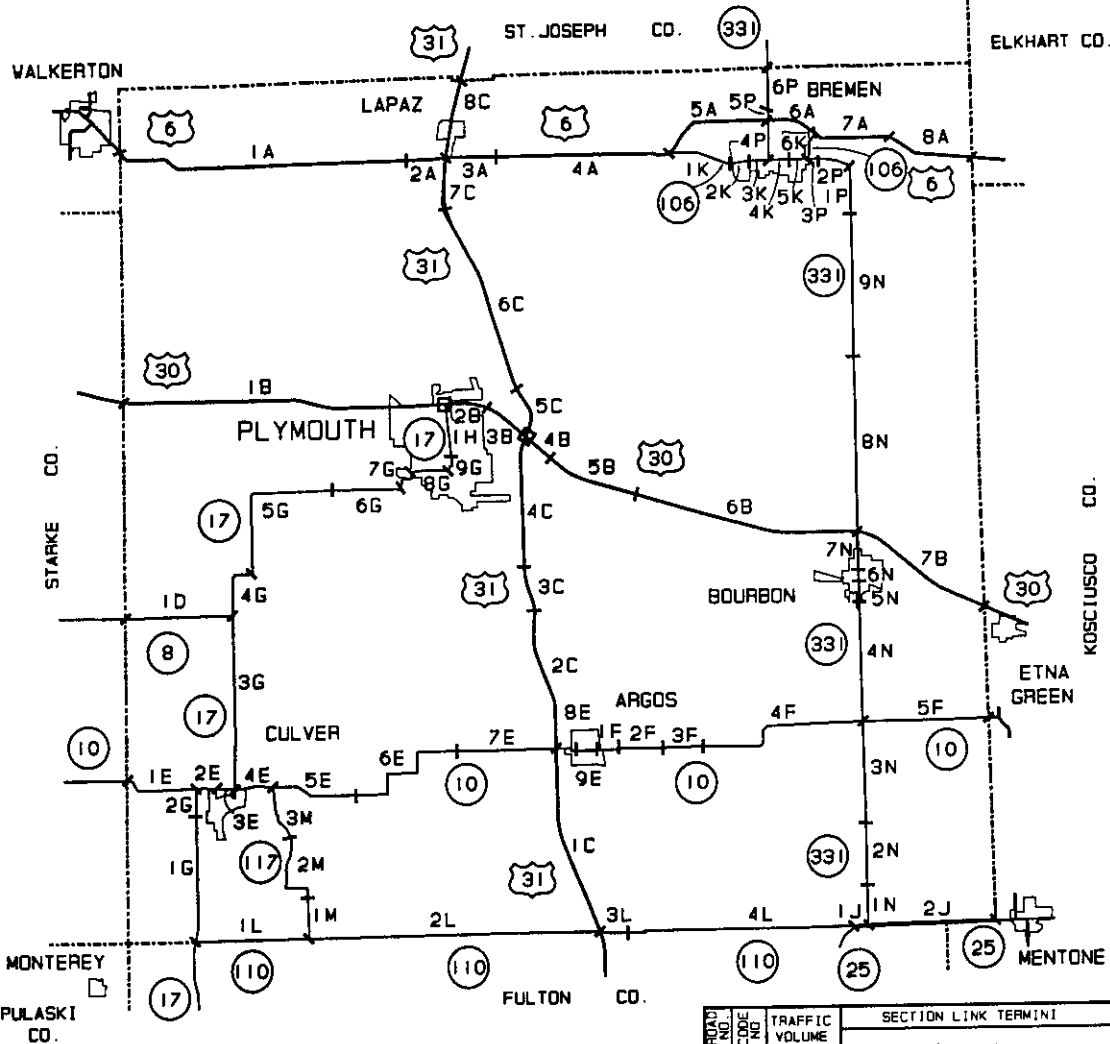 31
ST. JOSEPH CO.
331
ELKHART CO.
WALKERTON
6
LAPAZ
8C
6
5A
5P
6P
BREMEN
6A
7A
8A
1A
2A
3A
4A
4P
6K
1K
2K
3K
4K
5K
3P
2P
1P
106
106
6
7C
31
331
9N
6C
30
1B
5C
2B
PLYMOUTH
17
1H
3B
4B
7G
8G
9G
5B
30
8N
STARKE CO.
KOSCIUSCO CO.
5G
6G
17
4C
6B
7N
7B
4G
31
3C
BOURBON
6N
5N
30
1D
8
331
4N
3G
2C
ETNA
GREEN
17
CULVER
ARGOS
8E
1F
2F
3F
4F
5F
10
10
1E
2E
4E
5E
6E
7E
10
9E
10
2G
3E
3M
3N
1G
117
2M
1C
331
2N
31
1M
1L
2L
3L
4L
1J
1N
2J
MONTEREY
110
110
110
25
25
MENTONE
17
PULASKI
CO.
FULTON CO.
ROAD NO.
CODE NO
TRAFFIC
VOLUME
SECTION LINK TERMINI